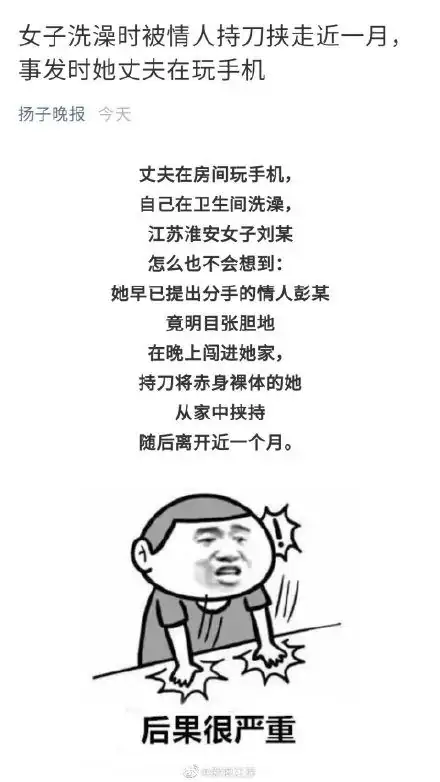 女子洗澡时被情人持刀挟走近一月，
事发时她丈夫在玩手机
扬子晚报 今天
丈夫在房间玩手机，
自己在卫生间洗澡，
江苏淮安女子刘某
怎么也不会想到：
她早已提出分手的情人彭某
竟明目张胆地
在晚上闯进她家，
持刀将赤身裸体的她
从家中挟持
随后离开近一个月。
!
后果很严重